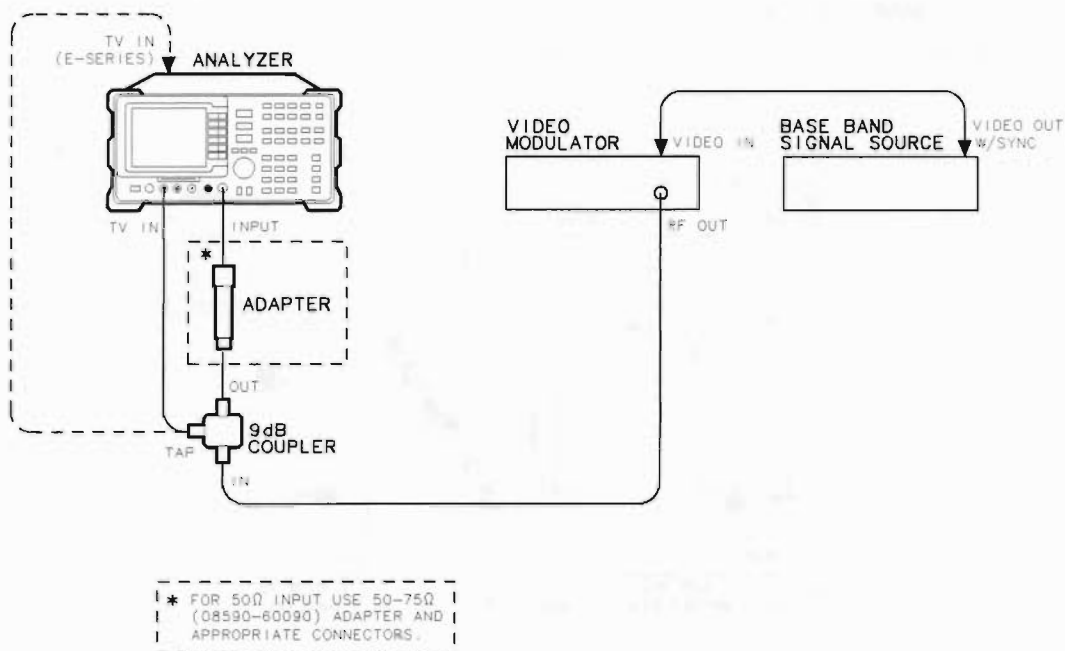 TV IN
(E-SERIES)
ANALYZER
VIDEO
MODULATOR
VIDEO IN
BASE BAND
SIGNAL SOURCE
VIDEO OUT
W/SYNC
TV IN
INPUT
RF OUT
*
ADAPTER
OUT
9dB
COUPLER
TAP
IN
* FOR 50Ω INPUT USE 50-75Ω
(08590-60090) ADAPTER AND
APPROPRIATE CONNECTORS.